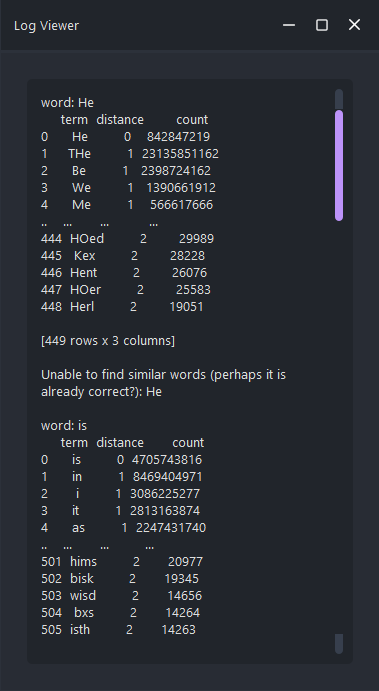 Log Viewer
word: He
term distance count
0 He 0 842847219
1 THe 1 23135851162
2 Be 1 2398724162
3 We 1 1390661912
4 Me 1 566617666
.. ... ... ...
444 HOed 2 29989
445 Kex 2 28228
446 Hent 2 26076
447 HOer 2 25583
448 Herl 2 19051
[449 rows x 3 columns]
Unable to find similar words (perhaps it is
already correct?): He
word: is
term distance count
0 is 0 4705743816
1 in 1 8469404971
2 i 1 3086225277
3 it 1 2813163874
4 as 1 2247431740
.. ... ... ...
501 hims 2 20977
502 bisk 2 19345
503 wisd 2 14656
504 bxs 2 14264
505 isth 2 14263